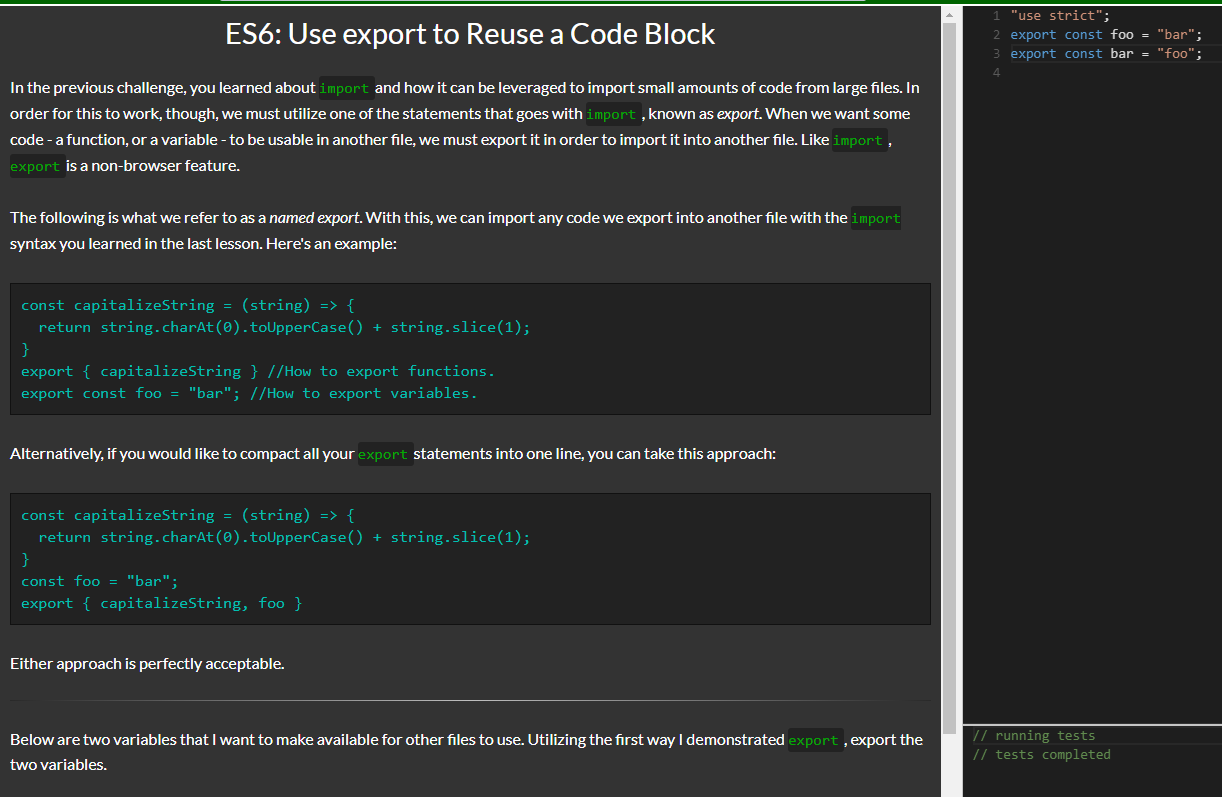 ES6: Use export to Reuse a Code Block
In the previous challenge, you learned about import and how it can be leveraged to import small amounts of code from large files. In
order for this to work, though, we must utilize one of the statements that goes with import, known as export. When we want some
code - a function, or a variable - to be usable in another file, we must export it in order to import it into another file. Like import,
export is a non-browser feature.
The following is what we refer to as a named export. With this, we can import any code we export into another file with the import
syntax you learned in the last lesson. Here's an example:
const capitalizeString = (string) => {
  return string.charAt(0).toUpperCase() + string.slice(1);
}
export { capitalizeString } //How to export functions.
export const foo = "bar"; //How to export variables.
Alternatively, if you would like to compact all your export statements into one line, you can take this approach:
const capitalizeString = (string) => {
  return string.charAt(0).toUpperCase() + string.slice(1);
}
const foo = "bar";
export { capitalizeString, foo }
Either approach is perfectly acceptable.
Below are two variables that I want to make available for other files to use. Utilizing the first way I demonstrated export, export the
two variables.
1 "use strict";
2 export const foo = "bar";
3 export const bar = "foo";
4
// running tests
// tests completed